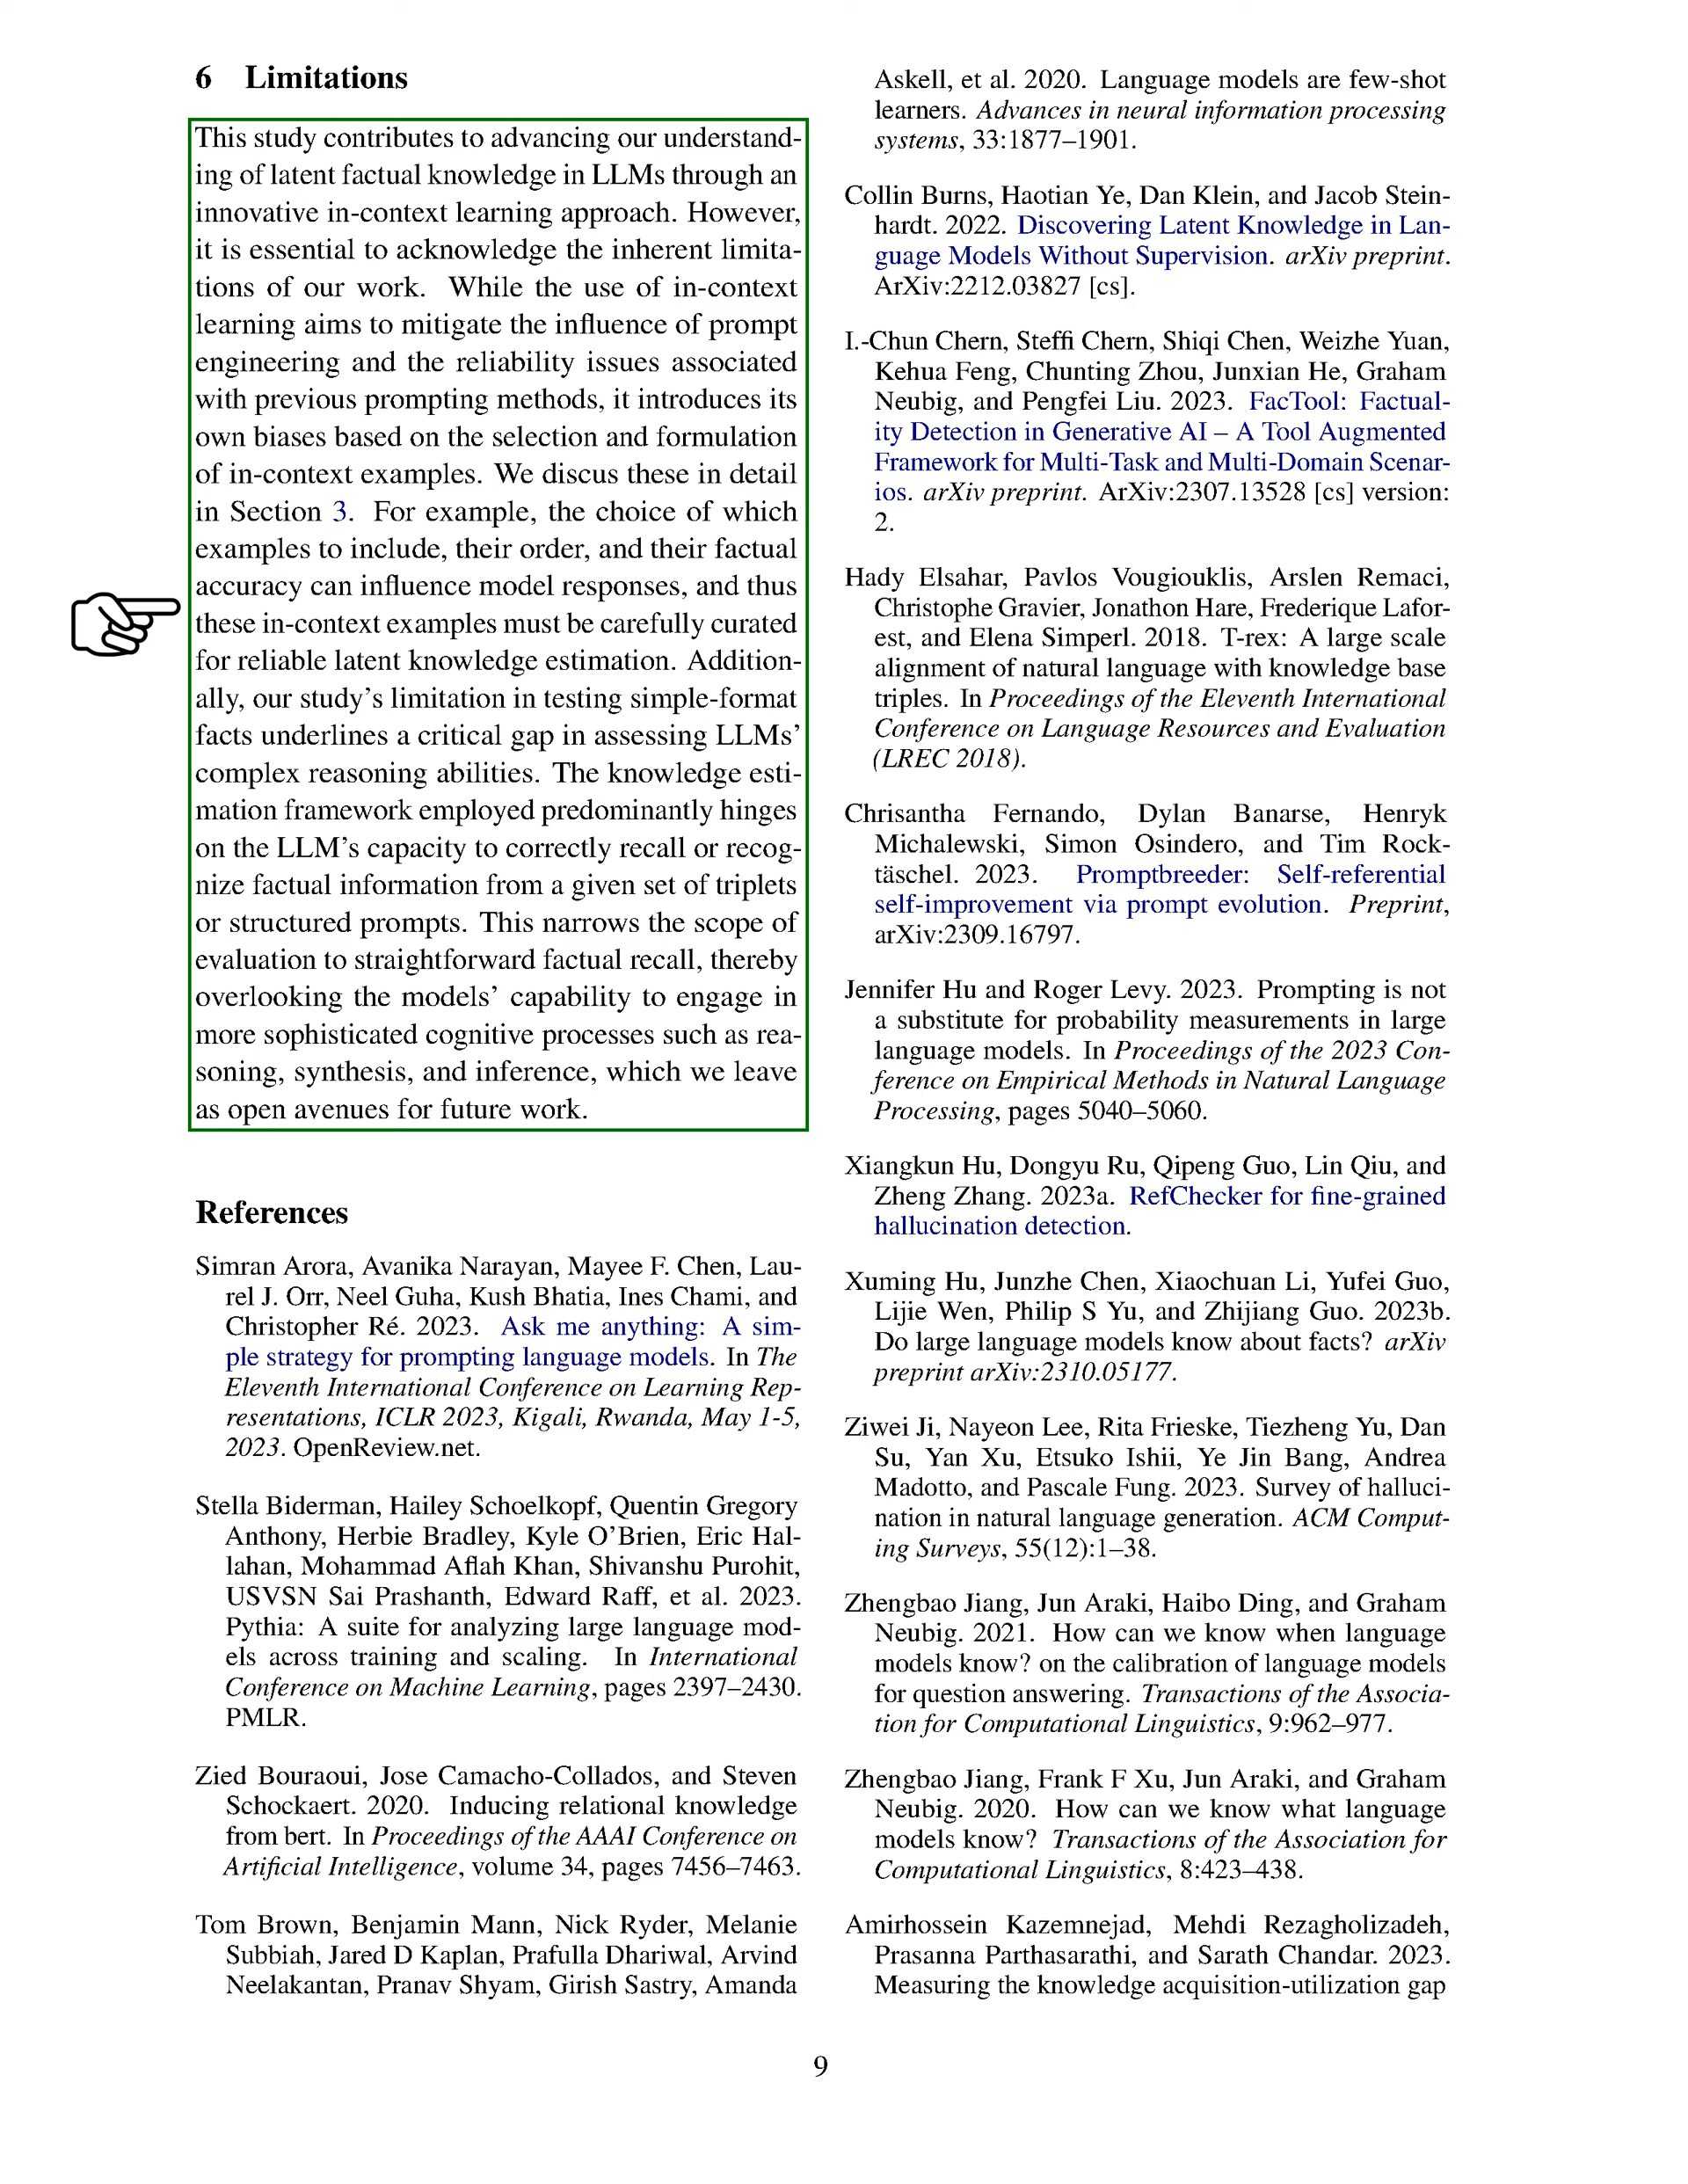 6 Limitations
This study contributes to advancing our understand-
ing of latent factual knowledge in LLMs through an
innovative in-context learning approach. However,
it is essential to acknowledge the inherent limita-
tions of our work. While the use of in-context
learning aims to mitigate the influence of prompt
engineering and the reliability issues associated
with previous prompting methods, it introduces its
own biases based on the selection and formulation
of in-context examples. We discus these in detail
in Section 3. For example, the choice of which
examples to include, their order, and their factual
accuracy can influence model responses, and thus
these in-context examples must be carefully curated
for reliable latent knowledge estimation. Addition-
ally, our study’s limitation in testing simple-format
facts underlines a critical gap in assessing LLMs’
complex reasoning abilities. The knowledge esti-
mation framework employed predominantly hinges
on the LLM’s capacity to correctly recall or recog-
nize factual information from a given set of triplets
or structured prompts. This narrows the scope of
evaluation to straightforward factual recall, thereby
overlooking the models’ capability to engage in
more sophisticated cognitive processes such as rea-
soning, synthesis, and inference, which we leave
as open avenues for future work.
References
Simran Arora, Avanika Narayan, Mayee F. Chen, Lau-
rel J. Orr, Neel Guha, Kush Bhatia, Ines Chami, and
Christopher Ré. 2023. Ask me anything: A sim-
ple strategy for prompting language models. In The
Eleventh International Conference on Learning Rep-
resentations, ICLR 2023, Kigali, Rwanda, May 1-5,
2023. OpenReview.net.
Stella Biderman, Hailey Schoelkopf, Quentin Gregory
Anthony, Herbie Bradley, Kyle O’Brien, Eric Hal-
lahan, Mohammad Aflah Khan, Shivanshu Purohit,
USVSN Sai Prashanth, Edward Raff, et al. 2023.
Pythia: A suite for analyzing large language mod-
els across training and scaling. In International
Conference on Machine Learning, pages 2397–2430.
PMLR.
Zied Bouraoui, Jose Camacho-Collados, and Steven
Schockaert. 2020. Inducing relational knowledge
from bert. In Proceedings of the AAAI Conference on
Artificial Intelligence, volume 34, pages 7456–7463.
Tom Brown, Benjamin Mann, Nick Ryder, Melanie
Subbiah, Jared D Kaplan, Prafulla Dhariwal, Arvind
Neelakantan, Pranav Shyam, Girish Sastry, Amanda
Askell, et al. 2020. Language models are few-shot
learners. Advances in neural information processing
systems, 33:1877–1901.
Collin Burns, Haotian Ye, Dan Klein, and Jacob Stein-
hardt. 2022. Discovering Latent Knowledge in Lan-
guage Models Without Supervision. arXiv preprint.
ArXiv:2212.03827 [cs].
I.-Chun Chern, Steffi Chern, Shiqi Chen, Weizhe Yuan,
Kehua Feng, Chunting Zhou, Junxian He, Graham
Neubig, and Pengfei Liu. 2023. FacTool: Factual-
ity Detection in Generative AI – A Tool Augmented
Framework for Multi-Task and Multi-Domain Scenar-
ios. arXiv preprint. ArXiv:2307.13528 [cs] version:
2.
Hady Elsahar, Pavlos Vougiouklis, Arslen Remaci,
Christophe Gravier, Jonathon Hare, Frederique Lafor-
est, and Elena Simperl. 2018. T-rex: A large scale
alignment of natural language with knowledge base
triples. In Proceedings of the Eleventh International
Conference on Language Resources and Evaluation
(LREC 2018).
Chrisantha Fernando, Dylan Banarse, Henryk
Michalewski, Simon Osindero, and Tim Rock-
täschel. 2023. Promptbreeder: Self-referential
self-improvement via prompt evolution. Preprint,
arXiv:2309.16797.
Jennifer Hu and Roger Levy. 2023. Prompting is not
a substitute for probability measurements in large
language models. In Proceedings of the 2023 Con-
ference on Empirical Methods in Natural Language
Processing, pages 5040–5060.
Xiangkun Hu, Dongyu Ru, Qipeng Guo, Lin Qiu, and
Zheng Zhang. 2023a. RefChecker for fine-grained
hallucination detection.
Xuming Hu, Junzhe Chen, Xiaochuan Li, Yufei Guo,
Lijie Wen, Philip S Yu, and Zhijiang Guo. 2023b.
Do large language models know about facts? arXiv
preprint arXiv:2310.05177.
Ziwei Ji, Nayeon Lee, Rita Frieske, Tiezheng Yu, Dan
Su, Yan Xu, Etsuko Ishii, Ye Jin Bang, Andrea
Madotto, and Pascale Fung. 2023. Survey of halluci-
nation in natural language generation. ACM Comput-
ing Surveys, 55(12):1–38.
Zhengbao Jiang, Jun Araki, Haibo Ding, and Graham
Neubig. 2021. How can we know when language
models know? on the calibration of language models
for question answering. Transactions of the Associa-
tion for Computational Linguistics, 9:962–977.
Zhengbao Jiang, Frank F Xu, Jun Araki, and Graham
Neubig. 2020. How can we know what language
models know? Transactions of the Association for
Computational Linguistics, 8:423–438.
Amirhossein Kazemnejad, Mehdi Rezagholizadeh,
Prasanna Parthasarathi, and Sarath Chandar. 2023.
Measuring the knowledge acquisition-utilization gap
9